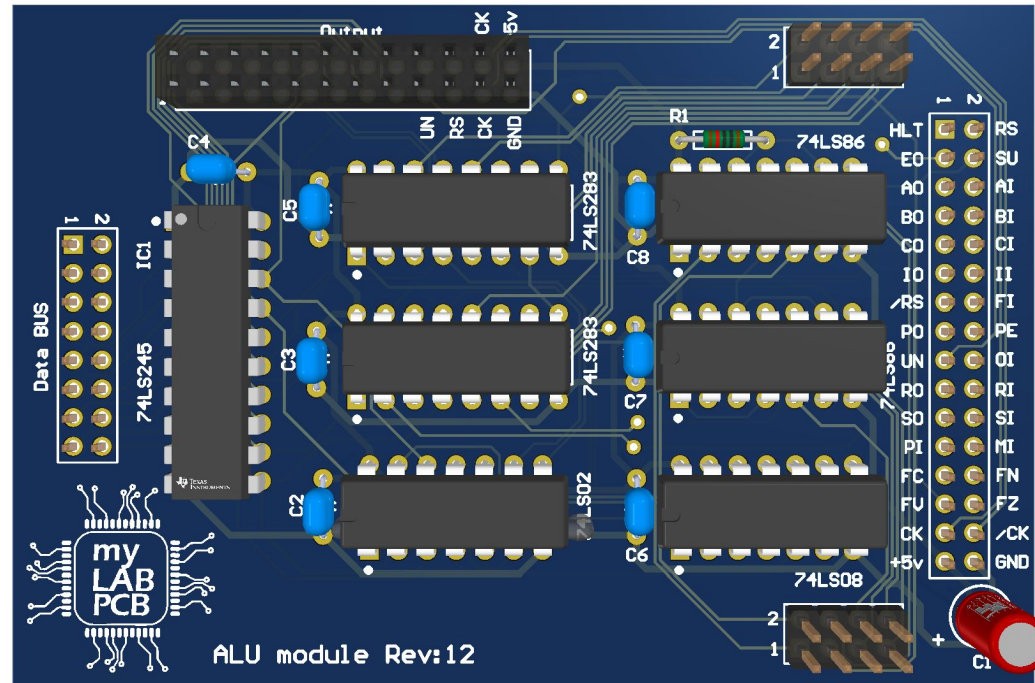 Output
CK
5v
UN
RS
CK
GND
2
1
R1
74LS86
C4
C5
74LS283
C8
IC1
74LS245
Data BUS
1 2
C3
74LS283
C7
74LS86
C2
74LS02
C6
74LS08
TEXAS
INSTRUMENTS
1 2
HLT RS
EO SU
AO AI
BO BI
CO CI
IO II
/RS FI
PO PE
UN OI
RO RI
SO SI
PI MI
FC FN
FV FZ
CK /CK
+5v GND
2
1
+
C1
my
LAB
PCB
ALU module Rev:12